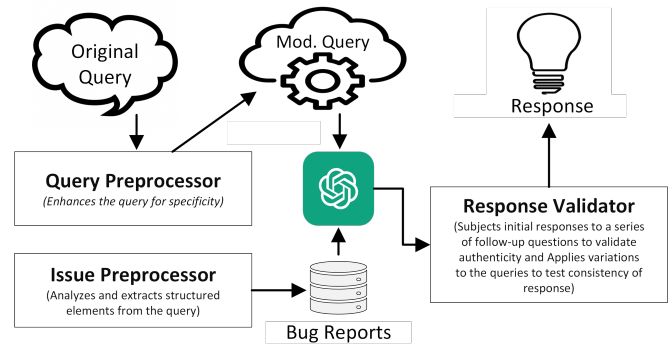 Original
Query
Mod. Query
Response
Query Preprocessor
(Enhances the query for specificity)
Response Validator
(Subjects initial responses to a series
of follow-up questions to validate
authenticity and Applies variations
to the queries to test consistency of
response)
Issue Preprocessor
(Analyzes and extracts structured
elements from the query)
Bug Reports